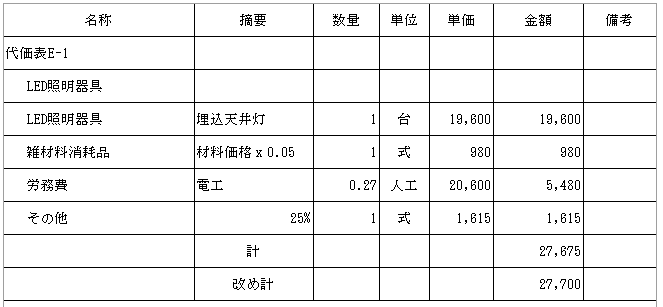 名称 摘要 数量 単位 単価 金額 備考
代価表E-1
LED照明器具
LED照明器具 埋込天井灯 1 台 19,600 19,600
雑材料消耗品 材料価格x0.05 1 式 980 980
労務費 電工 0.27 人工 20,600 5,480
その他 25% 1 式 1,615 1,615
計 27,675
改め計 27,700